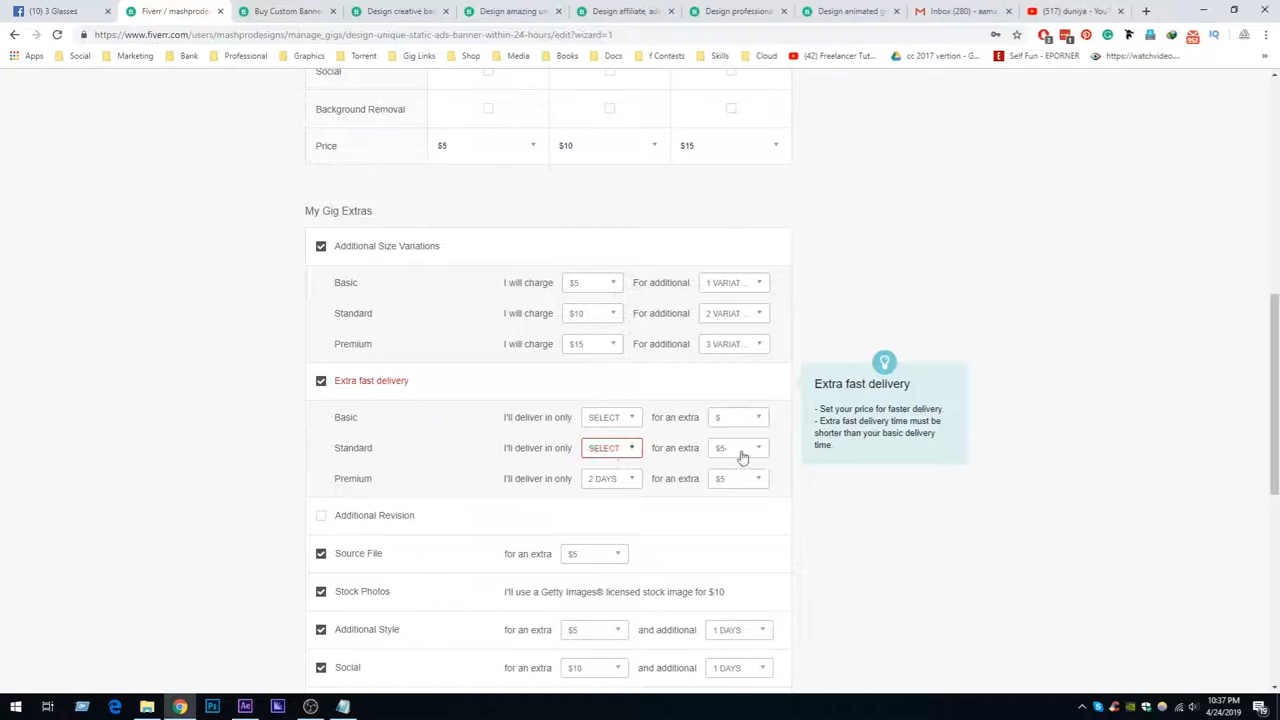 (10) 3 Glasses
Fiverr / mashprodes
Buy Custom Banner
Design creative ba
Design amazing un
Design affiliate, ad
Design professiona
Design animated g
Inbox (280) - aama
(517) duniya - You
https://www.fiverr.com/users/mashprodesigns/manage_gigs/design-unique-static-ads-banner-within-24-hours/edit?wizard=1
Apps Social Marketing Bank Professional Graphics Torrent Gig Links Shop Media Books Docs f Contests Skills Cloud (42) Freelancer Tut... cc 2017 vertion - G... Self Fun - EPORNER https://watchvideo....
Social
Background Removal
Price $5 $10 $15
My Gig Extras
Additional Size Variations
Basic I will charge $5 For additional 1 VARIAT ...
Standard I will charge $10 For additional 2 VARIAT ...
Premium I will charge $15 For additional 3 VARIAT ...
Extra fast delivery
Basic I'll deliver in only SELECT for an extra $
Standard I'll deliver in only SELECT for an extra $5
Premium I'll deliver in only 2 DAYS for an extra $5
Extra fast delivery
- Set your price for faster delivery.
- Extra fast delivery time must be
shorter than your basic delivery
time.
Additional Revision
Source File for an extra $5
Stock Photos I'll use a Getty Images® licensed stock image for $10
Additional Style for an extra $5 and additional 1 DAYS
Social for an extra $10 and additional 1 DAYS
10:37 PM
4/24/2019